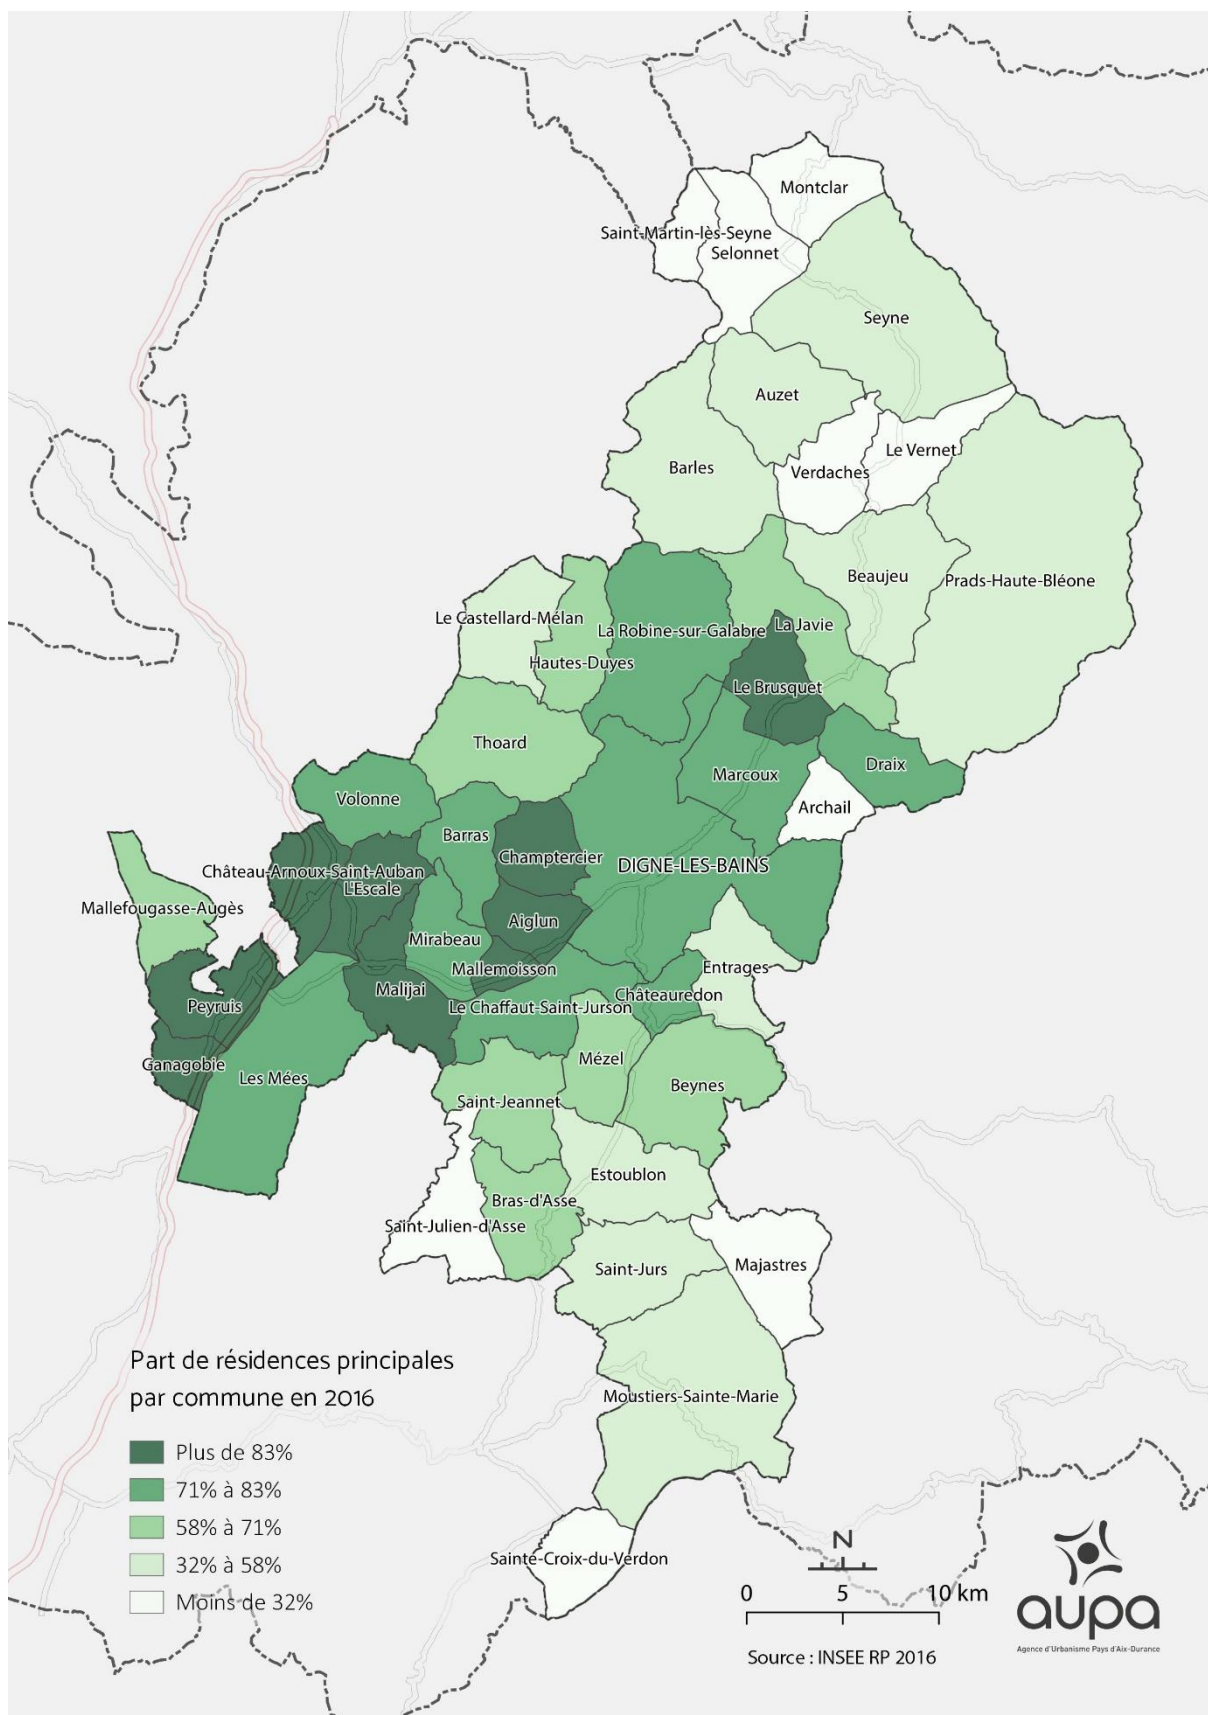 Montclar
Saint-Martin-lès-Seyne
Selonnet
Seyne
Auzet
Le Vernet
Barles
Verdaches
Beaujeu
Prads-Haute-Bléone
Le Castellard-Mélan
La Robine-sur-Galabre
La Javie
Hautes-Duyes
Le Brusquet
Thoard
Marcoux
Draix
Volonne
Archail
Barras
Champtercier
DIGNE-LES-BAINS
Château-Arnoux-Saint-Auban
L'Escale
Mallefougasse-Augès
Aiglun
Mirabeau
Entrages
Mallemoisson
Malijai
Châteauredon
Peyruis
Le Chaffaut-Saint-Jurson
Mézel
Ganagobie
Les Mées
Beynes
Saint-Jeannet
Estoublon
Bras-d'Asse
Saint-Julien-d'Asse
Saint-Jurs
Majastres
Moustiers-Sainte-Marie
Sainte-Croix-du-Verdon
Part de résidences principales
par commune en 2016
Plus de 83%
71% à 83%
58% à 71%
32% à 58%
Moins de 32%
N
0 5 10 km
Source : INSEE RP 2016
aupa
Agence d'Urbanisme Pays d'Aix-Durance